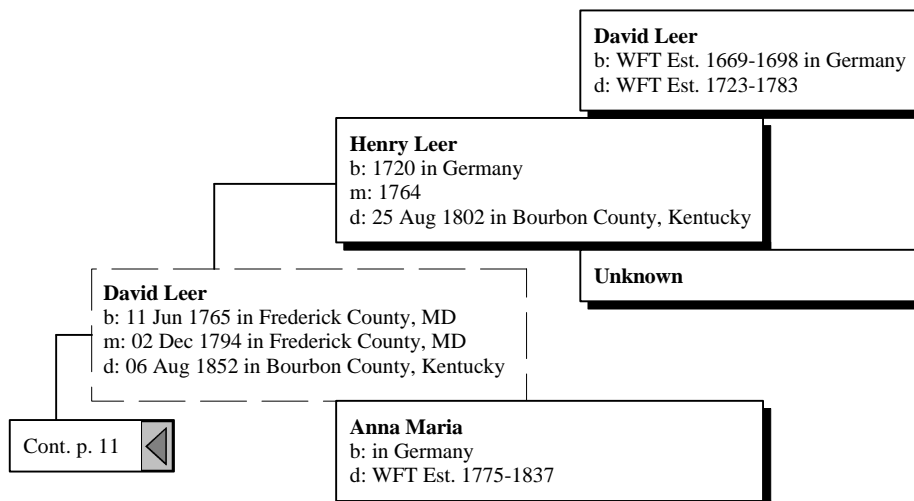 David Leer
b: WFT Est. 1669-1698 in Germany
d: WFT Est. 1723-1783
Henry Leer
b: 1720 in Germany
m: 1764
d: 25 Aug 1802 in Bourbon County, Kentucky
Unknown
David Leer
b: 11 Jun 1765 in Frederick County, MD
m: 02 Dec 1794 in Frederick County, MD
d: 06 Aug 1852 in Bourbon County, Kentucky
Cont. p. 11
Anna Maria
b: in Germany
d: WFT Est. 1775-1837